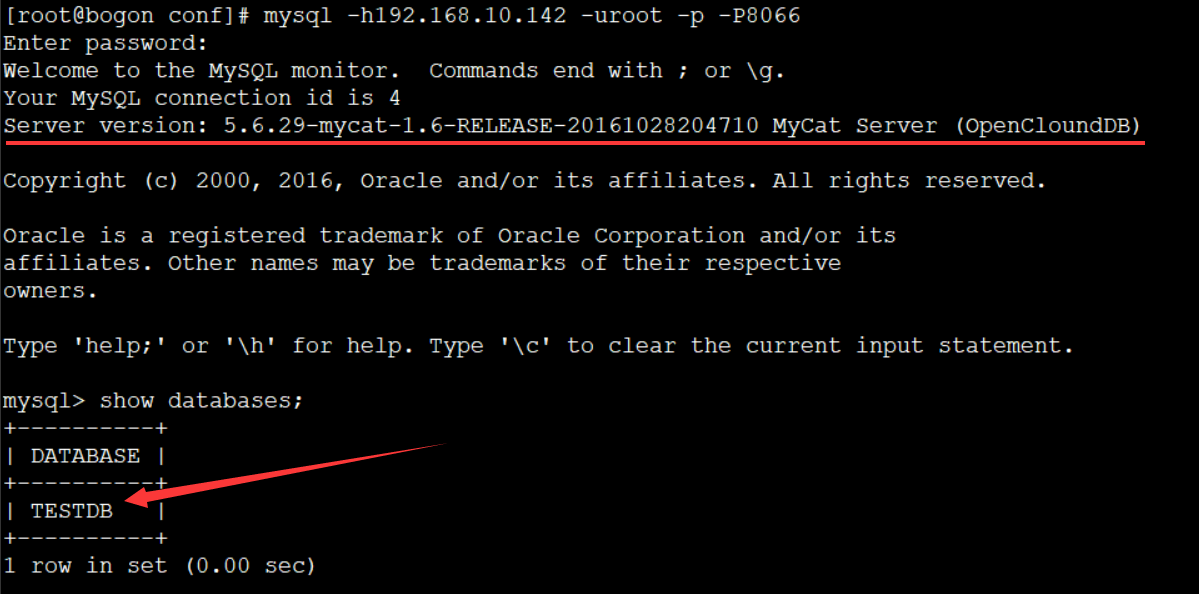 [root@bogon conf]# mysql -h192.168.10.142 -uroot -p -P8066
Enter password:
Welcome to the MySQL monitor.  Commands end with ; or \g.
Your MySQL connection id is 4
Server version: 5.6.29-mycat-1.6-RELEASE-20161028204710 MyCat Server (OpenCloundDB)
Copyright (c) 2000, 2016, Oracle and/or its affiliates. All rights reserved.
Oracle is a registered trademark of Oracle Corporation and/or its
affiliates. Other names may be trademarks of their respective
owners.
Type 'help;' or '\h' for help. Type '\c' to clear the current input statement.
mysql> show databases;
+----------+
| DATABASE |
+----------+
| TESTDB   |
+----------+
1 row in set (0.00 sec)